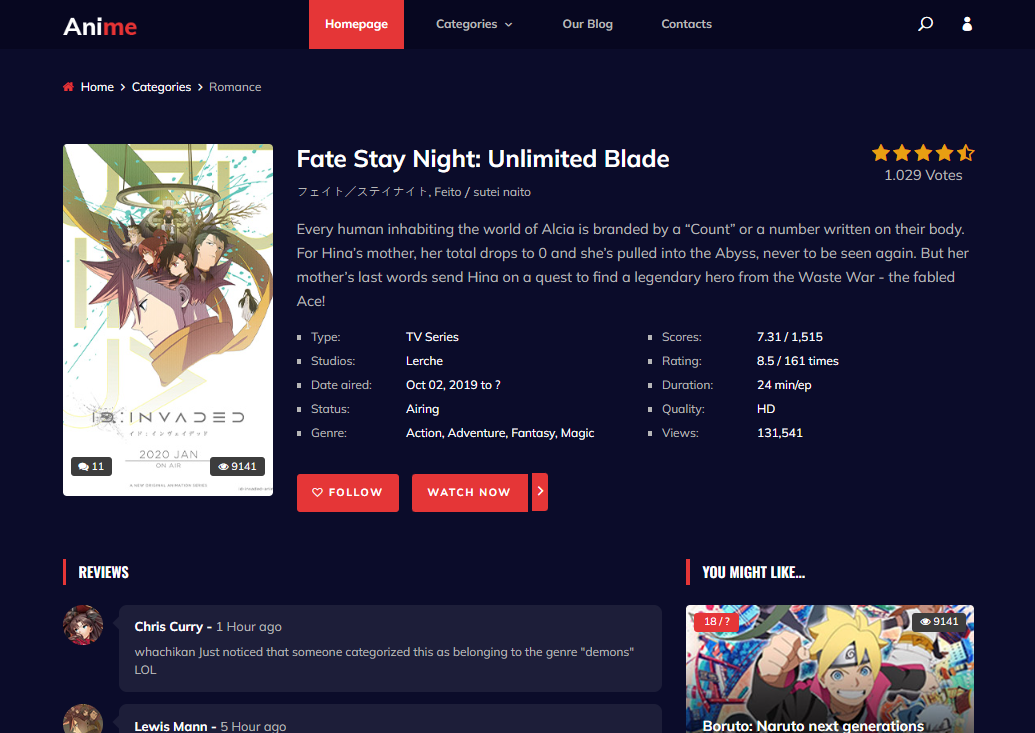 Anime
Homepage
Categories
Our Blog
Contacts
Home
Categories
Romance
Fate Stay Night: Unlimited Blade
フェイト／ステイナイト, Feito / sutei naito
1.029 Votes
Every human inhabiting the world of Alcia is branded by a “Count” or a number written on their body.
For Hina’s mother, her total drops to 0 and she’s pulled into the Abyss, never to be seen again. But her
mother’s last words send Hina on a quest to find a legendary hero from the Waste War - the fabled
Ace!
Type: TV Series
Studios: Lerche
Date aired: Oct 02, 2019 to ?
Status: Airing
Genre: Action, Adventure, Fantasy, Magic
Scores: 7.31 / 1,515
Rating: 8.5 / 161 times
Duration: 24 min/ep
Quality: HD
Views: 131,541
ID:INVADED
イド：インヴェイデッド
2020 JAN
ON AIR
11
9141
A NEW ORIGINAL ANIMATION SERIES
FOLLOW
WATCH NOW
REVIEWS
Chris Curry - 1 Hour ago
whachikan Just noticed that someone categorized this as belonging to the genre "demons"
LOL
Lewis Mann - 5 Hour ago
YOU MIGHT LIKE...
18 / ?
9141
Boruto: Naruto next generations